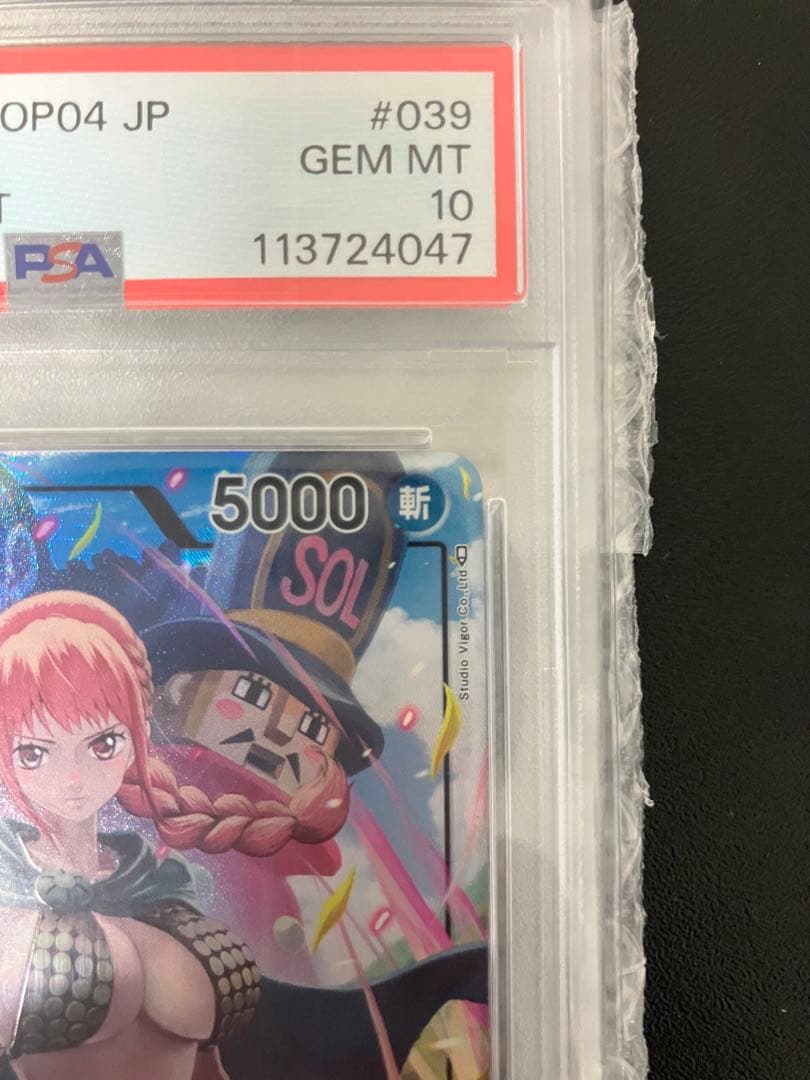 OP04 JP #039
GEM MT
T 10
PSA 113724047
5000 斬
SOL
Studio Vigor Co.,Ltd